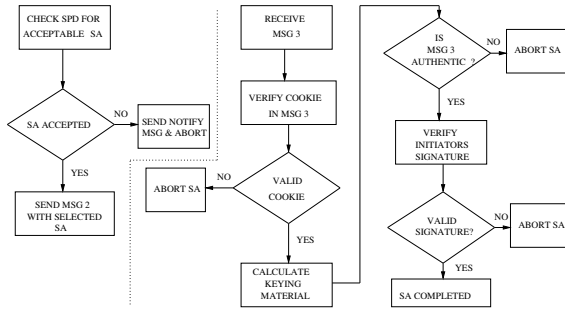 CHECK SPD FOR
ACCEPTABLE SA
SA ACCEPTED
NO
SEND NOTIFY
MSG & ABORT
YES
SEND MSG 2
WITH SELECTED
SA
RECEIVE
MSG 3
VERIFY COOKIE
IN MSG 3
VALID
COOKIE
NO
ABORT SA
YES
CALCULATE
KEYING
MATERIAL
IS
MSG 3
AUTHENTIC ?
NO
ABORT SA
YES
VERIFY
INITIATORS
SIGNATURE
VALID
SIGNATURE?
NO
ABORT SA
YES
SA COMPLETED